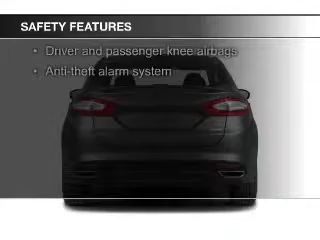 SAFETY FEATURES
• Driver and passenger knee airbags
• Anti-theft alarm system